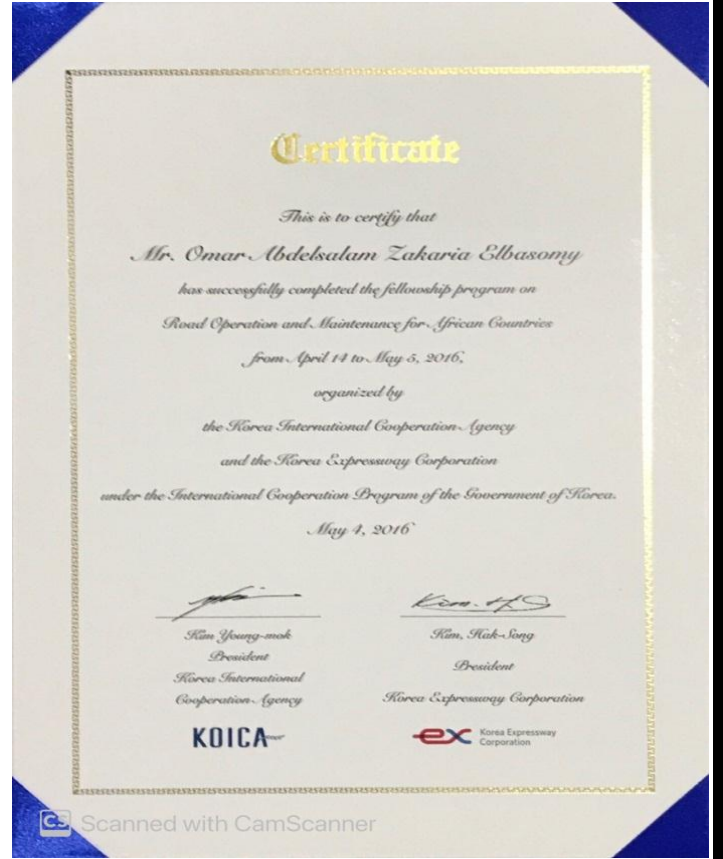 Certificate
This is to certify that
Mr. Omar Abdelsalam Zakaria Elbasomy
has successfully completed the fellowship program on
Road Operation and Maintenance for African Countries
from April 14 to May 5, 2016,
organized by
the Korea International Cooperation Agency
and the Korea Expressway Corporation
under the International Cooperation Program of the Government of Korea.
May 4, 2016
Kim Young-mok
President
Korea International
Cooperation Agency
KOICA
Kim. H
Kim, Hak-Song
President
Korea Expressway Corporation
ex Korea Expressway
Corporation
CS Scanned with CamScanner